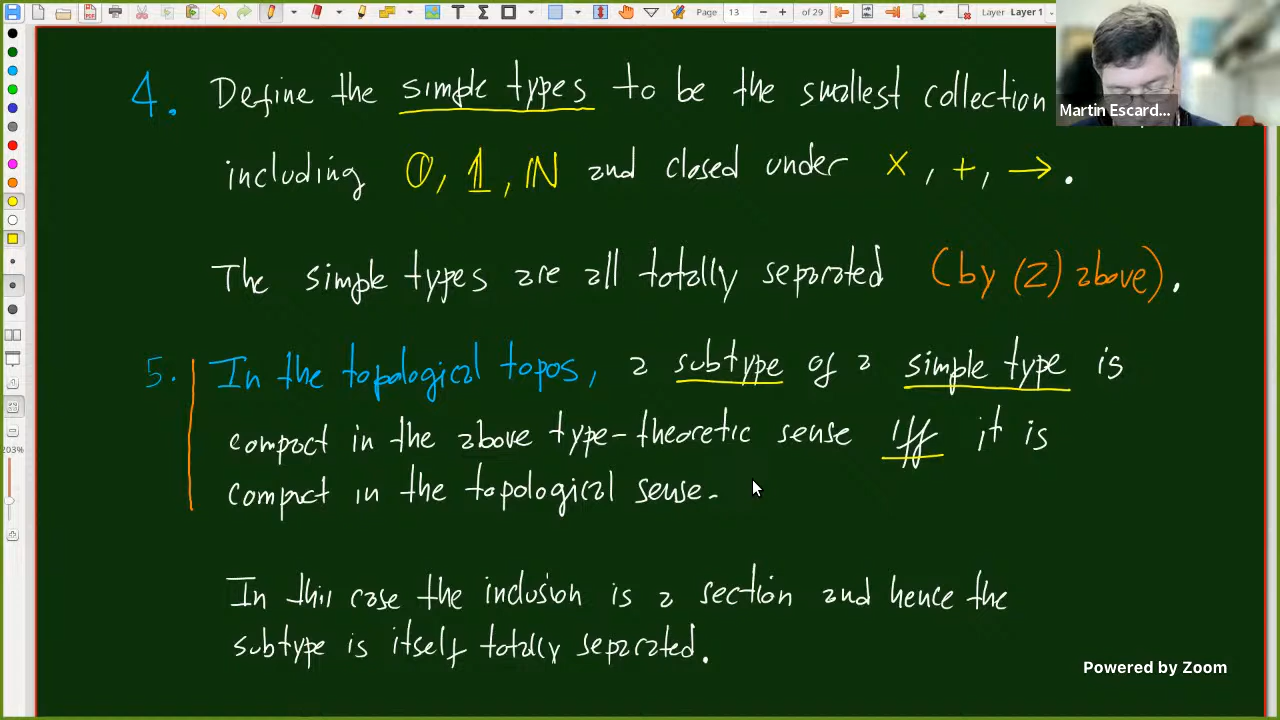 Page 13 of 29 Layer Layer 1
Martin Escard...
4. Define the simple types to be the smallest collection
including 𝟘, 𝟙, ℕ and closed under ×, +, →.
The simple types are all totally separated (by (2) above).
5. In the topological topos, a subtype of a simple type is
compact in the above type-theoretic sense iff it is
compact in the topological sense.
In this case the inclusion is a section and hence the
subtype is itself totally separated.
203%
Powered by Zoom